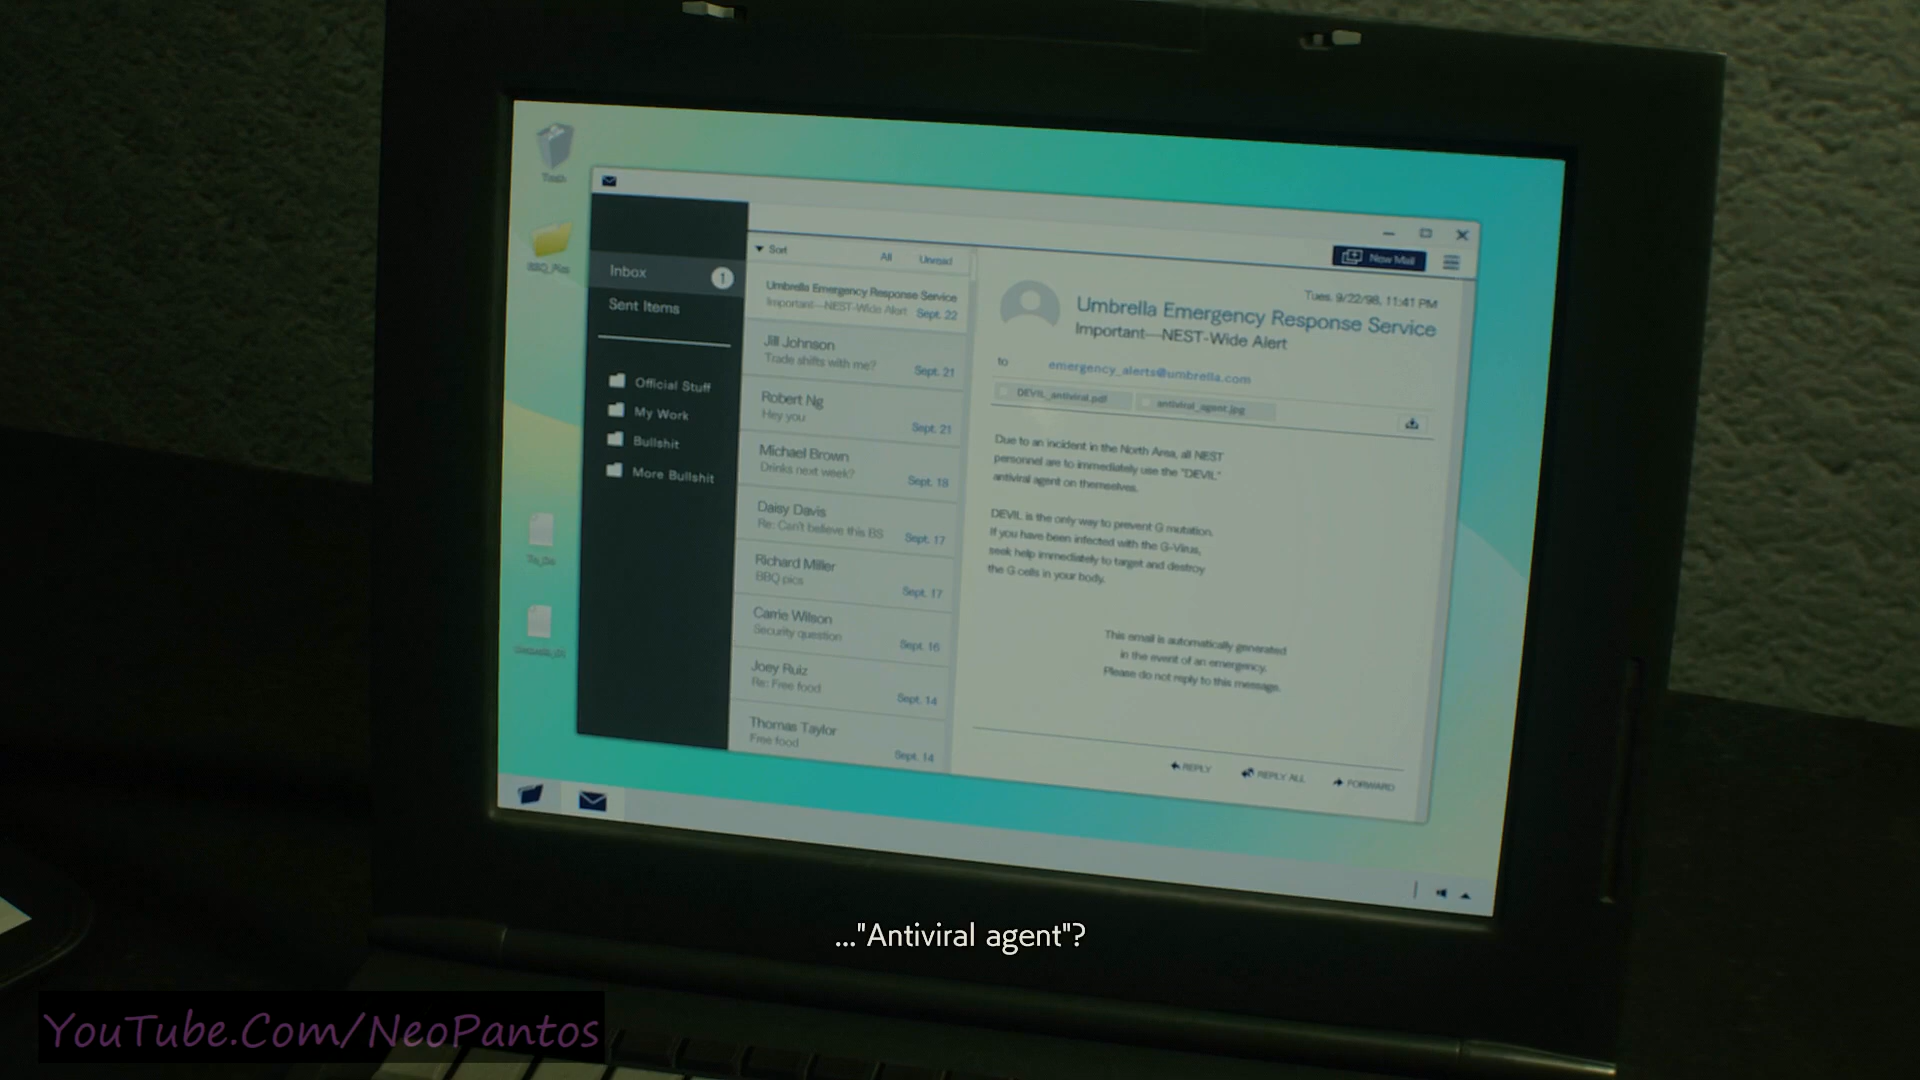 Trash
BBQ_Pics
To_Do
Inbox
1
Sent Items
Official Stuff
My Work
Bullshit
More Bullshit
Sort
All
Unread
Umbrella Emergency Response Service
Important—NEST-Wide Alert
Sept. 22
Jill Johnson
Trade shifts with me?
Sept. 21
Robert Ng
Hey you
Sept. 21
Michael Brown
Drinks next week?
Sept. 18
Daisy Davis
Re: Can't believe this BS
Sept. 17
Richard Miller
BBQ pics
Sept. 17
Carrie Wilson
Security question
Sept. 16
Joey Ruiz
Re: Free food
Sept. 14
Thomas Taylor
Free food
Sept. 14
New Mail
Tues. 9/22/98, 11:41 PM
Umbrella Emergency Response Service
Important—NEST-Wide Alert
to emergency_alerts@umbrella.com
DEVIL_antiviral.pdf antiviral_agent.jpg
Due to an incident in the North Area, all NEST
personnel are to immediately use the "DEVIL"
antiviral agent on themselves.
DEVIL is the only way to prevent G mutation.
If you have been infected with the G-Virus,
seek help immediately to target and destroy
the G cells in your body.
This email is automatically generated
in the event of an emergency.
Please do not reply to this message.
REPLY REPLY ALL FORWARD
..."Antiviral agent"?
YouTube.Com/NeoPantos